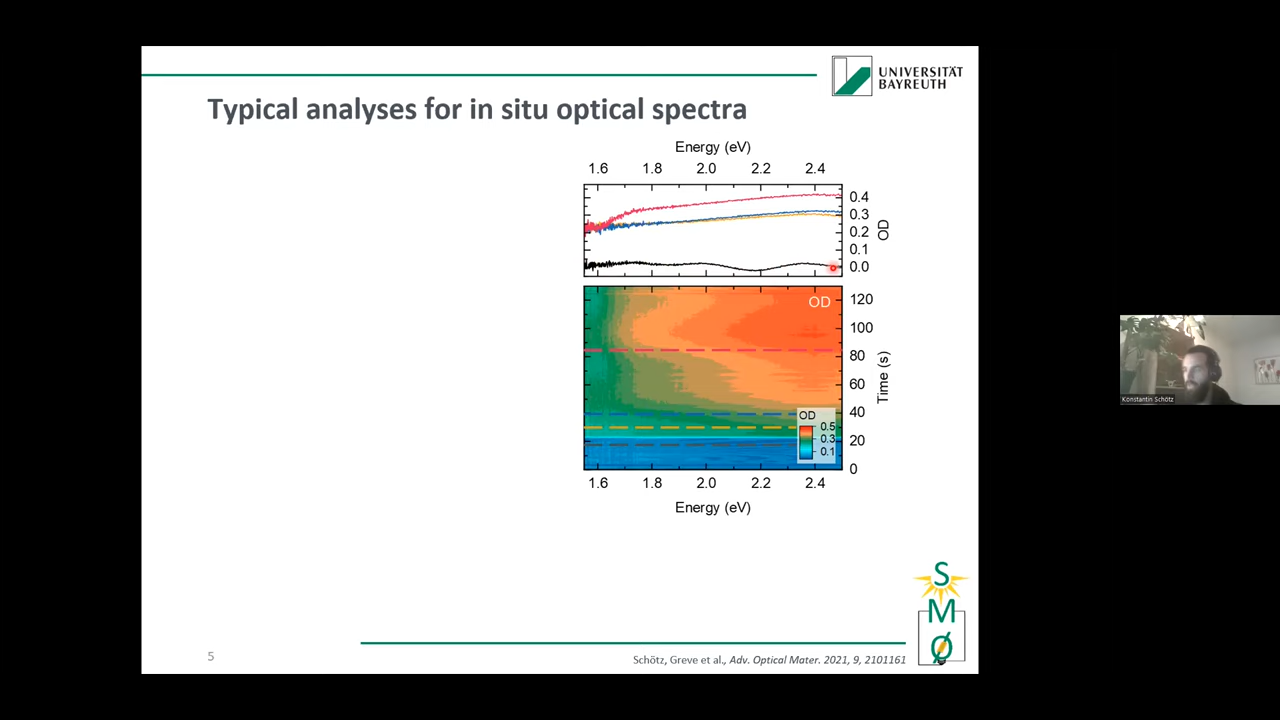 UNIVERSITÄT
BAYREUTH
Typical analyses for in situ optical spectra
Energy (eV)
1.6 1.8 2.0 2.2 2.4
0.4
0.3
0.2
0.1
0.0
OD
OD
120
100
80
60
40
20
0
Time (s)
OD
0.5
0.3
0.1
1.6 1.8 2.0 2.2 2.4
Energy (eV)
Konstantin Schötz
S
M
Ø
5
Schötz, Greve et al., Adv. Optical Mater. 2021, 9, 2101161